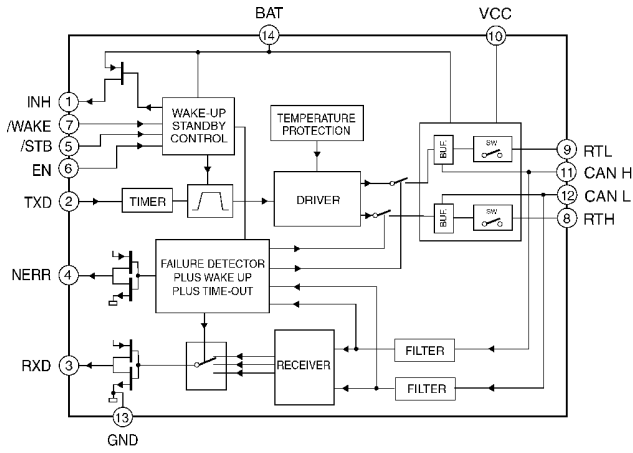 BAT
VCC
14
10
INH 1
/WAKE 7
/STB 5
EN 6
TXD 2
WAKE-UP
STANDBY
CONTROL
TEMPERATURE
PROTECTION
BUF.
SW
9 RTL
11 CAN H
12 CAN L
8 RTH
BUF.
SW
TIMER
DRIVER
NERR 4
FAILURE DETECTOR
PLUS WAKE UP
PLUS TIME-OUT
RXD 3
RECEIVER
FILTER
FILTER
13
GND